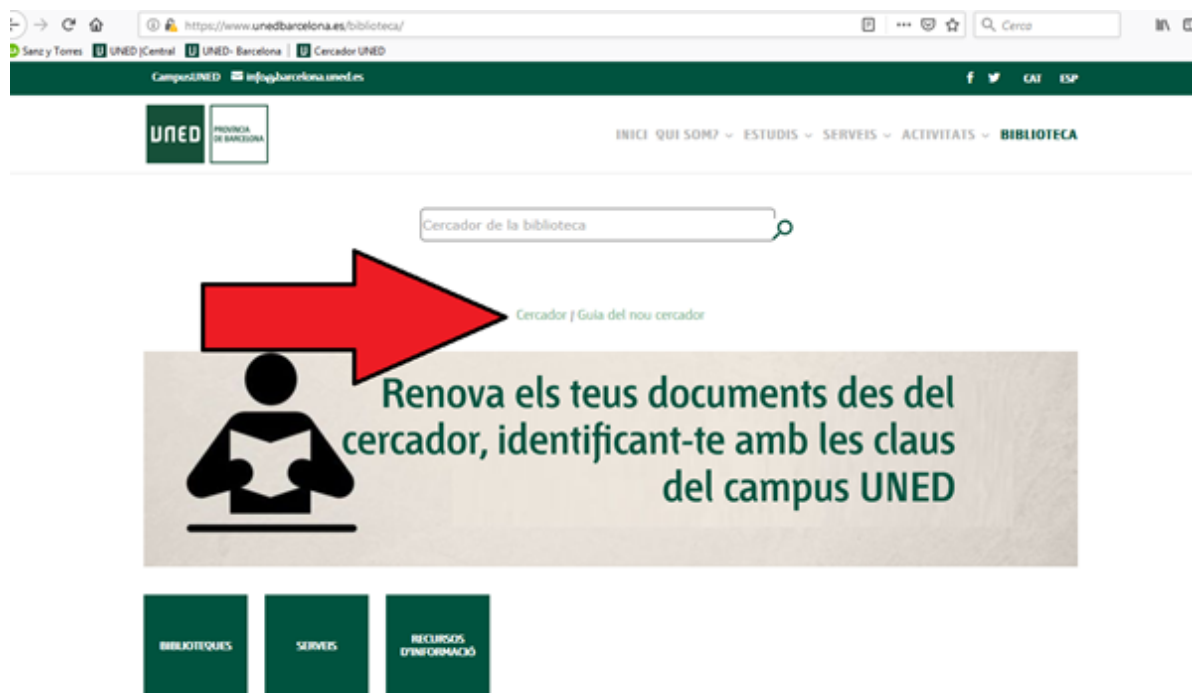 https://www.unedbarcelona.es/biblioteca/
Cerca
Sanz y Torres UNED |Central UNED- Barcelona Cercador UNED
CampusUNED info@barcelona.uned.es CAT ESP
UNED PROVÍNCIA
DE BARCELONA
INICI QUI SOM? ESTUDIS SERVEIS ACTIVITATS BIBLIOTECA
Cercador de la biblioteca
Cercador / Guia del nou cercador
Renova els teus documents des del
cercador, identificant-te amb les claus
del campus UNED
BIBLIOTEQUES
SERVEIS
RECURSOS
D'INFORMACIÓ